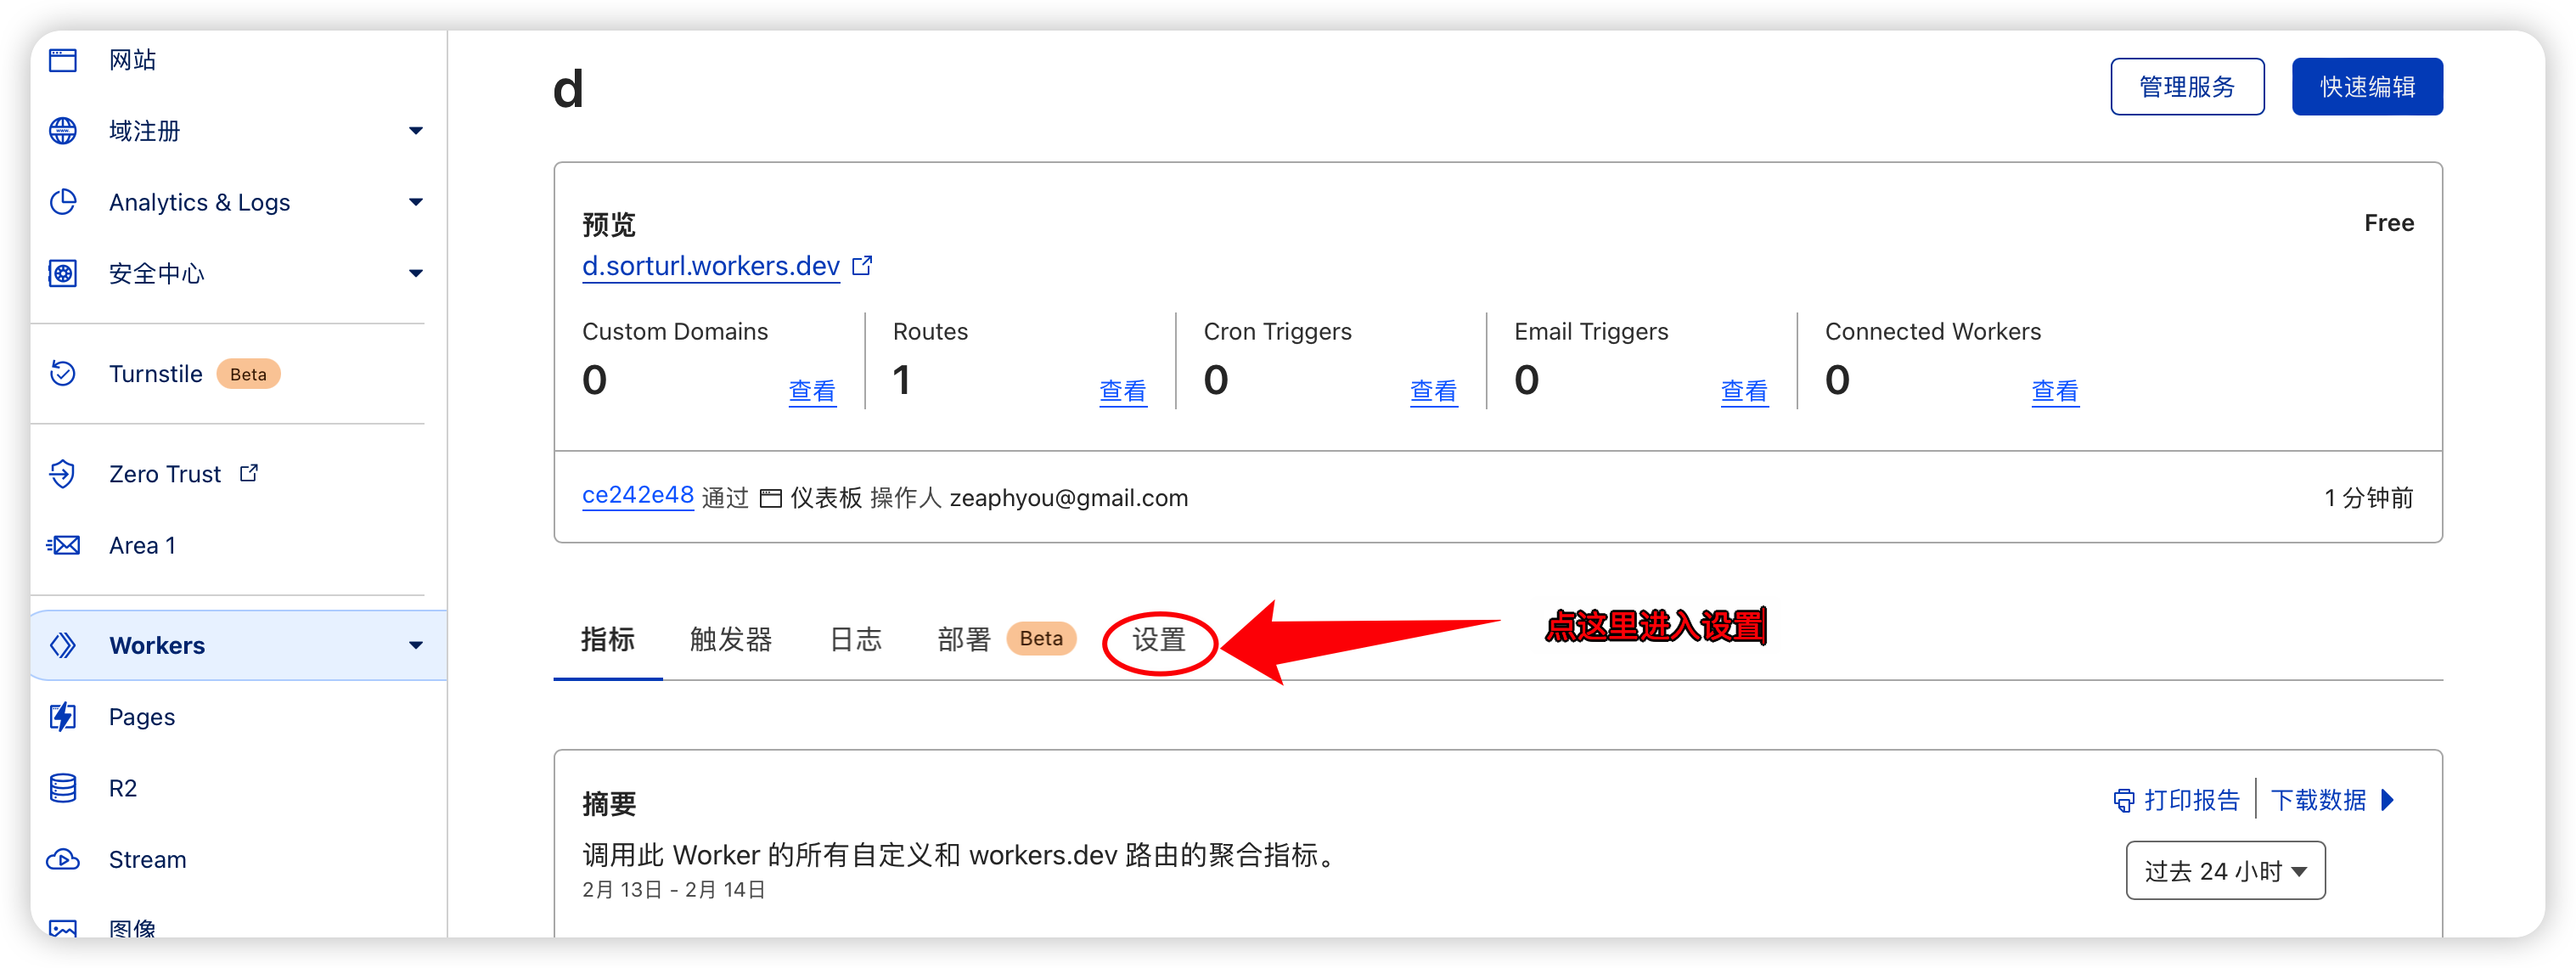 网站
域注册
Analytics & Logs
安全中心
Turnstile Beta
Zero Trust
Area 1
Workers
Pages
R2
Stream
图像
d
管理服务
快速编辑
预览
Free
d.sorturl.workers.dev
Custom Domains
0
查看
Routes
1
查看
Cron Triggers
0
查看
Email Triggers
0
查看
Connected Workers
0
查看
ce242e48 通过 仪表板 操作人 zeaphyou@gmail.com
1 分钟前
指标 触发器 日志 部署 Beta 设置
点这里进入设置
摘要
打印报告 下载数据
调用此 Worker 的所有自定义和 workers.dev 路由的聚合指标。
2月 13日 - 2月 14日
过去 24 小时